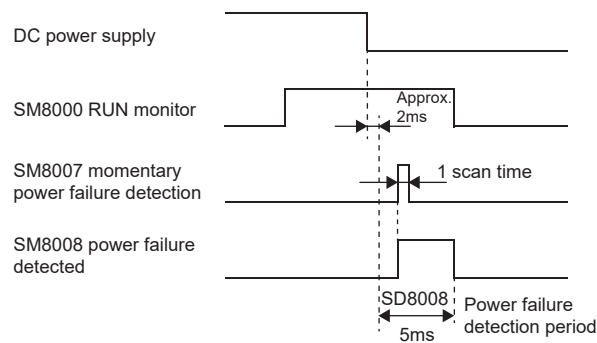 DC power supply
SM8000 RUN monitor
Approx.
2ms
SM8007 momentary
power failure detection
1 scan time
SM8008 power failure
detected
SD8008
5ms
Power failure
detection period